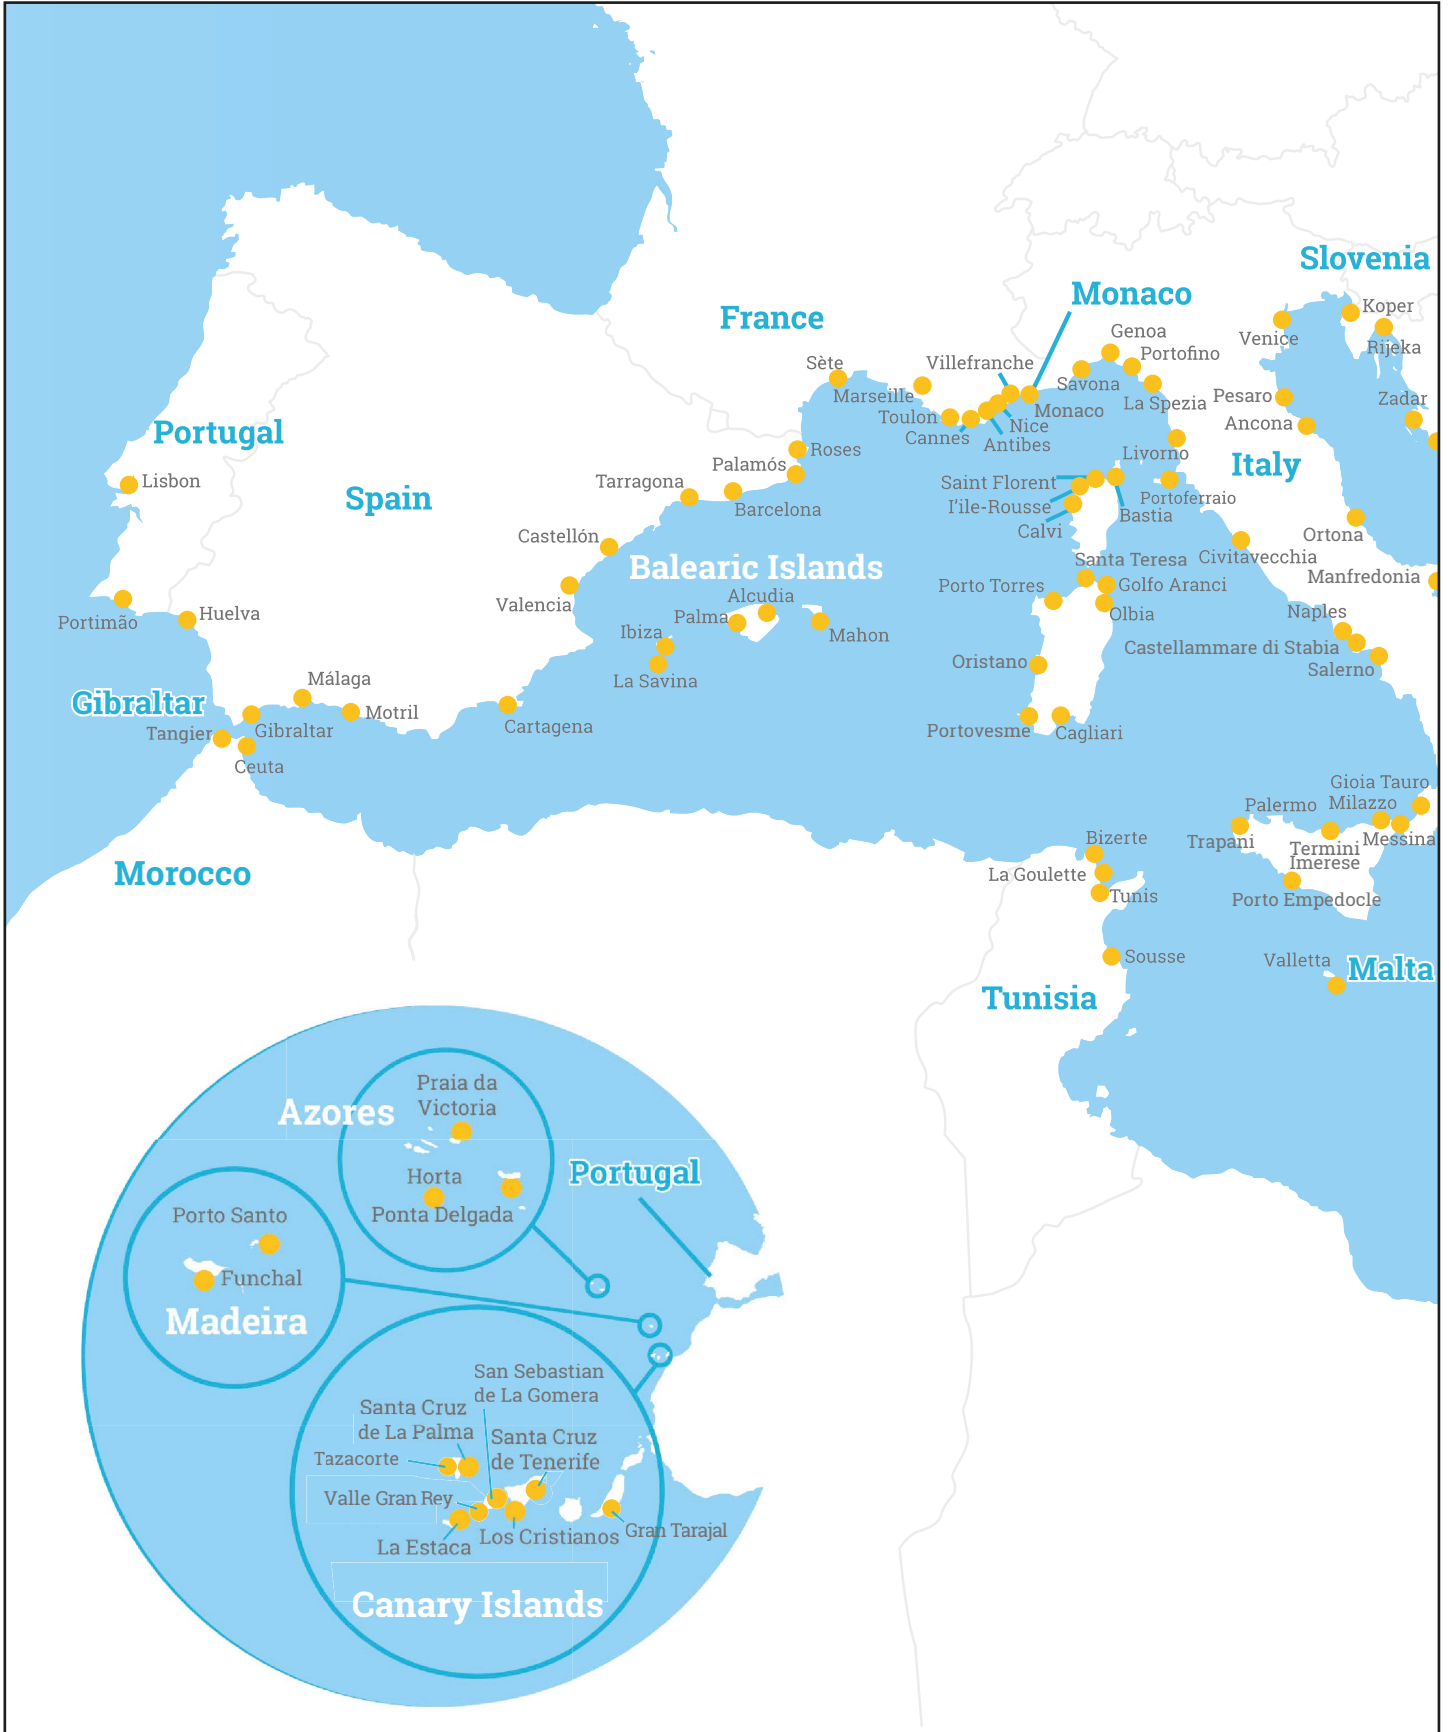 Slovenia
Monaco
Koper
France
Genoa
Venice
Rijeka
Portofino
Villefranche
Sète
Savona
Marseille
Pesaro
Zadar
La Spezia
Monaco
Toulon
Nice
Ancona
Portugal
Cannes
Antibes
Roses
Livorno
Italy
Palamós
Lisbon
Tarragona
Saint Florent
Spain
Portoferraio
I'ile-Rousse
Barcelona
Bastia
Calvi
Castellón
Ortona
Civitavecchia
Santa Teresa
Balearic Islands
Manfredonia
Porto Torres
Golfo Aranci
Alcudia
Valencia
Palma
Naples
Huelva
Olbia
Portimão
Ibiza
Mahon
Castellammare di Stabia
Oristano
Salerno
La Savina
Málaga
Gibraltar
Motril
Cartagena
Gibraltar
Tangier
Portovesme
Cagliari
Ceuta
Gioia Tauro
Palermo
Milazzo
Bizerte
Trapani
Messina
Termini
Imerese
Morocco
La Goulette
Tunis
Porto Empedocle
Sousse
Valletta
Malta
Tunisia
Praia da
Victoria
Azores
Portugal
Horta
Ponta Delgada
Porto Santo
Funchal
Madeira
San Sebastian
de La Gomera
Santa Cruz
de La Palma
Santa Cruz
de Tenerife
Tazacorte
Valle Gran Rey
Gran Tarajal
Los Cristianos
La Estaca
Canary Islands